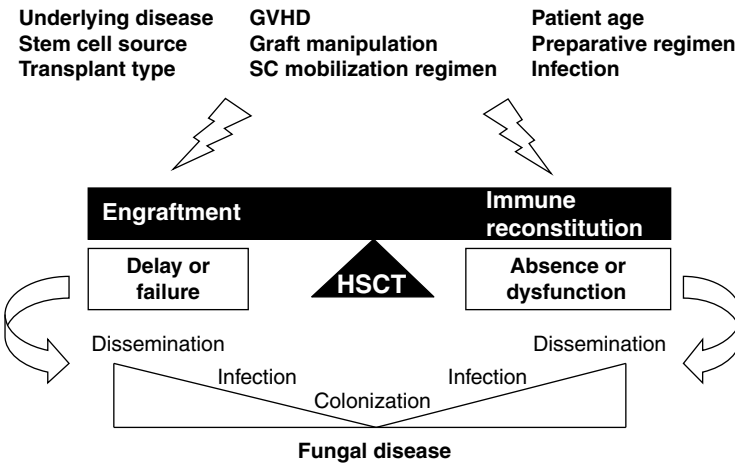 Underlying disease GVHD Patient age
Stem cell source Graft manipulation Preparative regimen
Transplant type SC mobilization regimen Infection
Engraftment
Immune
reconstitution
Delay or
failure
HSCT
Absence or
dysfunction
Dissemination
Dissemination
Infection
Infection
Colonization
Fungal disease